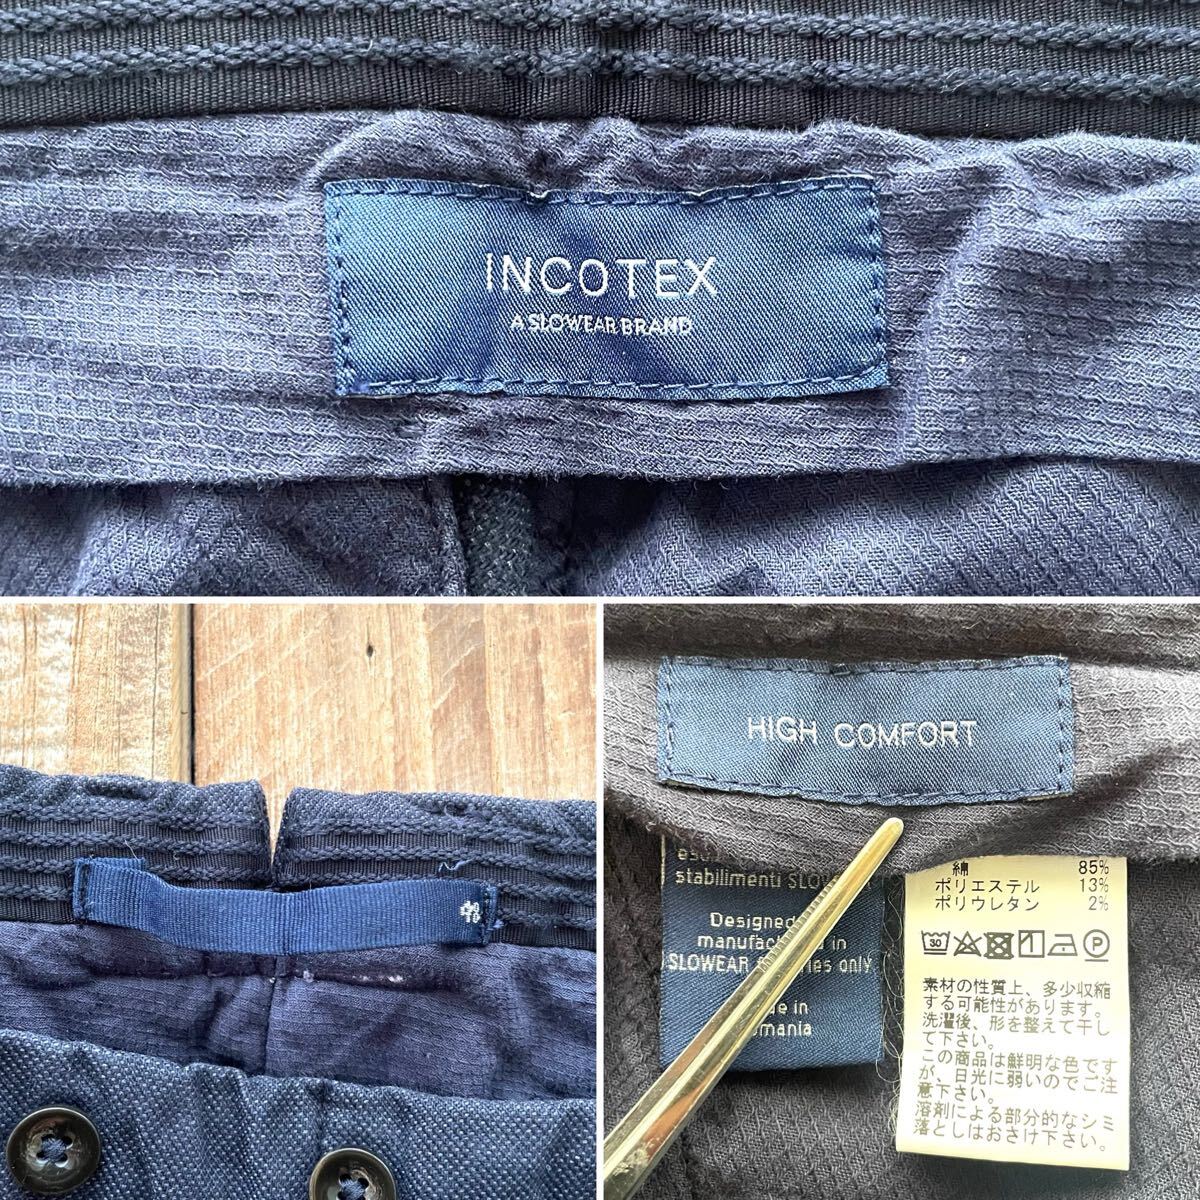 INCOTEX
A SLOWEAR BRAND
HIGH COMFORT
stabilimenti
Designed
in
SLOWEAR only
in
綿 85%
ポリエステル 13%
ポリウレタン 2%
30
素材の性質上、多少収縮
する可能性があります。
洗濯後、形を整えて干し
て下さい。
この商品は鮮明な色です
が、日光に弱いのでご注
意下さい。
溶剤による部分的なシミ
落としはおさけ下さい。